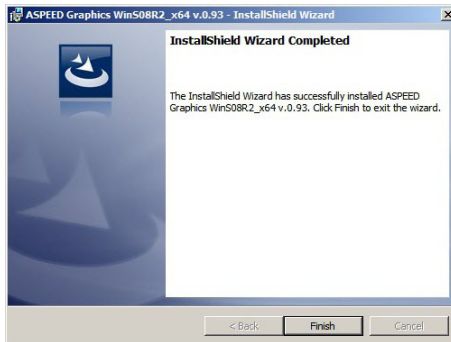 ASPEED Graphics WinS08R2_x64 v.0.93 - InstallShield Wizard
InstallShield Wizard Completed
The InstallShield Wizard has successfully installed ASPEED
Graphics WinS08R2_x64 v.0.93. Click Finish to exit the wizard.
< Back Finish Cancel